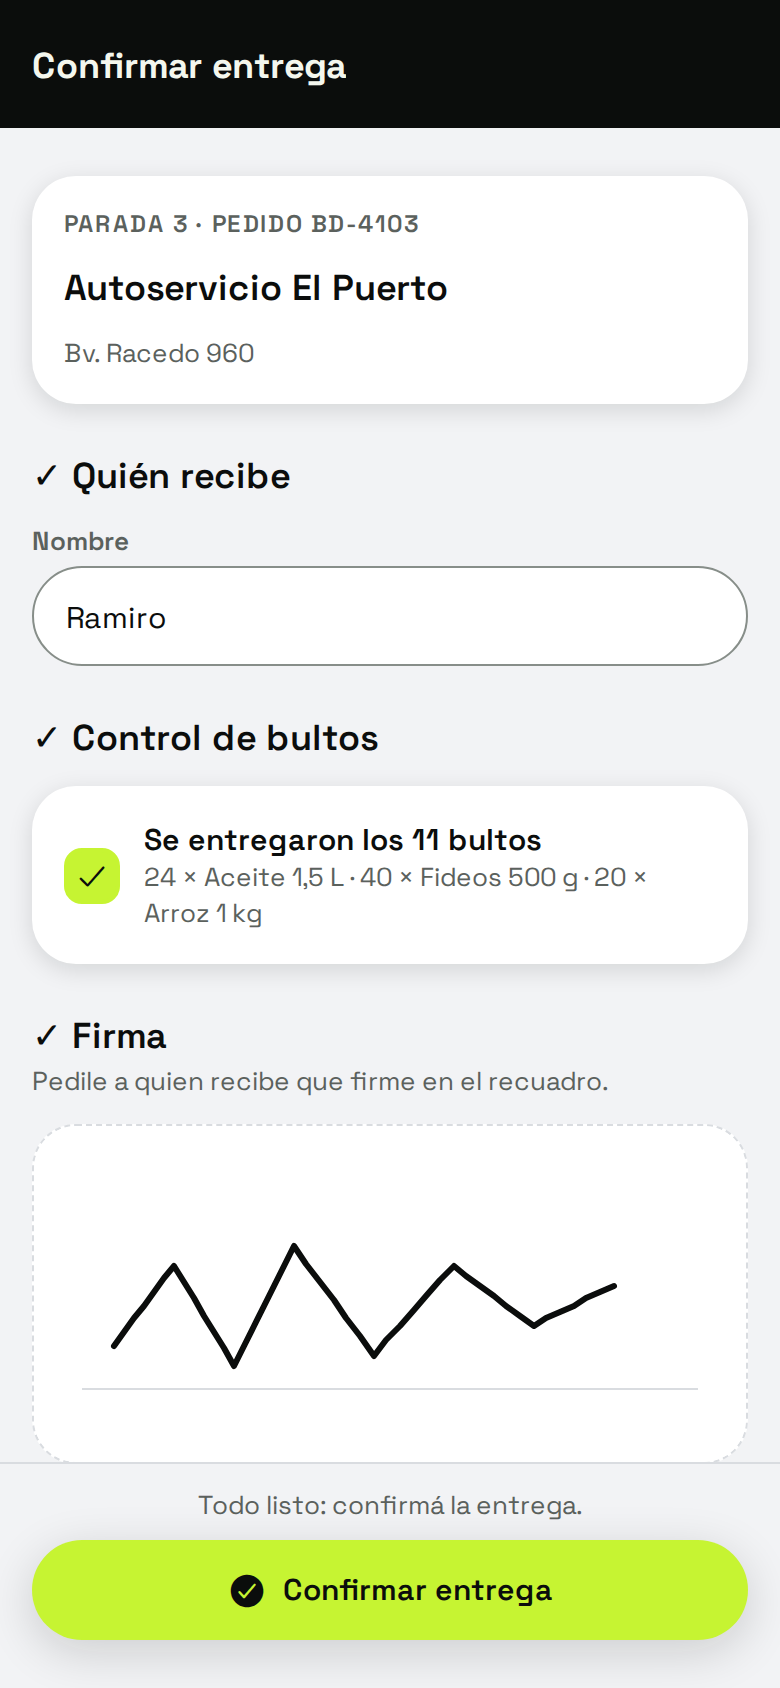 Confirmar entrega
PARADA 3 · PEDIDO BD-4103
Autoservicio El Puerto
Bv. Racedo 960
✓ Quién recibe
Nombre
Ramiro
✓ Control de bultos
Se entregaron los 11 bultos
24 × Aceite 1,5 L · 40 × Fideos 500 g · 20 ×
Arroz 1 kg
✓ Firma
Pedile a quien recibe que firme en el recuadro.
Todo listo: confirmá la entrega.
Confirmar entrega